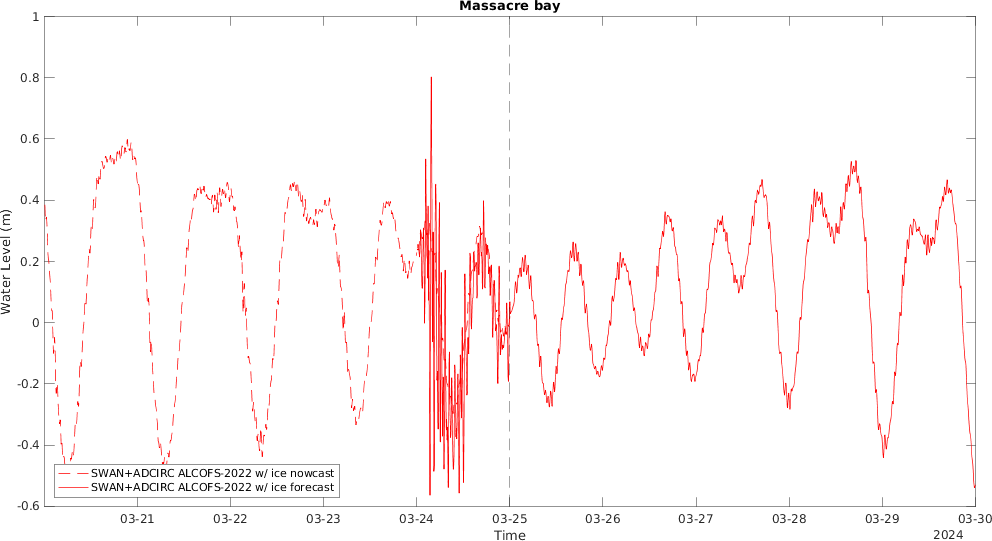 Massacre bay
1
0.8
0.6
0.4
0.2
0
-0.2
-0.4
-0.6
Water Level (m)
SWAN+ADCIRC ALCOFS-2022 w/ ice nowcast
SWAN+ADCIRC ALCOFS-2022 w/ ice forecast
03-21 03-22 03-23 03-24 03-25 03-26 03-27 03-28 03-29 03-30
Time
2024